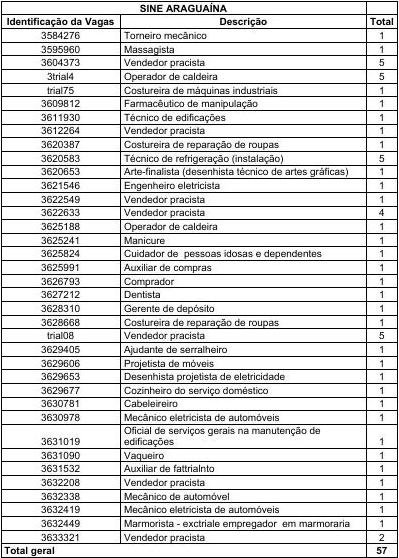 SINE ARAGUAÍNA
Identificação da Vagas Descrição Total
3584276 Torneiro mecânico 1
3595960 Massagista 1
3604373 Vendedor pracista 5
3trial4 Operador de caldeira 5
trial75 Costureira de máquinas industriais 1
3609812 Farmacêutico de manipulação 1
3611930 Técnico de edificações 1
3612264 Vendedor pracista 1
3620387 Costureira de reparação de roupas 1
3620583 Técnico de refrigeração (instalação) 5
3620653 Arte-finalista (desenhista técnico de artes gráficas) 1
3621546 Engenheiro eletricista 1
3622549 Vendedor pracista 1
3622633 Vendedor pracista 4
3625188 Operador de caldeira 1
3625241 Manicure 1
3625824 Cuidador de pessoas idosas e dependentes 1
3625991 Auxiliar de compras 1
3626793 Comprador 1
3627212 Dentista 1
3628310 Gerente de depósito 1
3628668 Costureira de reparação de roupas 1
trial08 Vendedor pracista 5
3629405 Ajudante de serralheiro 1
3629606 Projetista de móveis 1
3629653 Desenhista projetista de eletricidade 1
3629677 Cozinheiro do serviço doméstico 1
3630781 Cabeleireiro 1
3630978 Mecânico eletricista de automóveis 1
Oficial de serviços gerais na manutenção de
3631019 edificações 1
3631090 Vaqueiro 1
3631532 Auxiliar de fattrialnto 1
3632208 Vendedor pracista 1
3632338 Mecânico de automóvel 1
3632419 Mecânico eletricista de automóveis 1
3632449 Marmorista - exctriale empregador em marmoraria 1
3633321 Vendedor pracista 2
Total geral 57